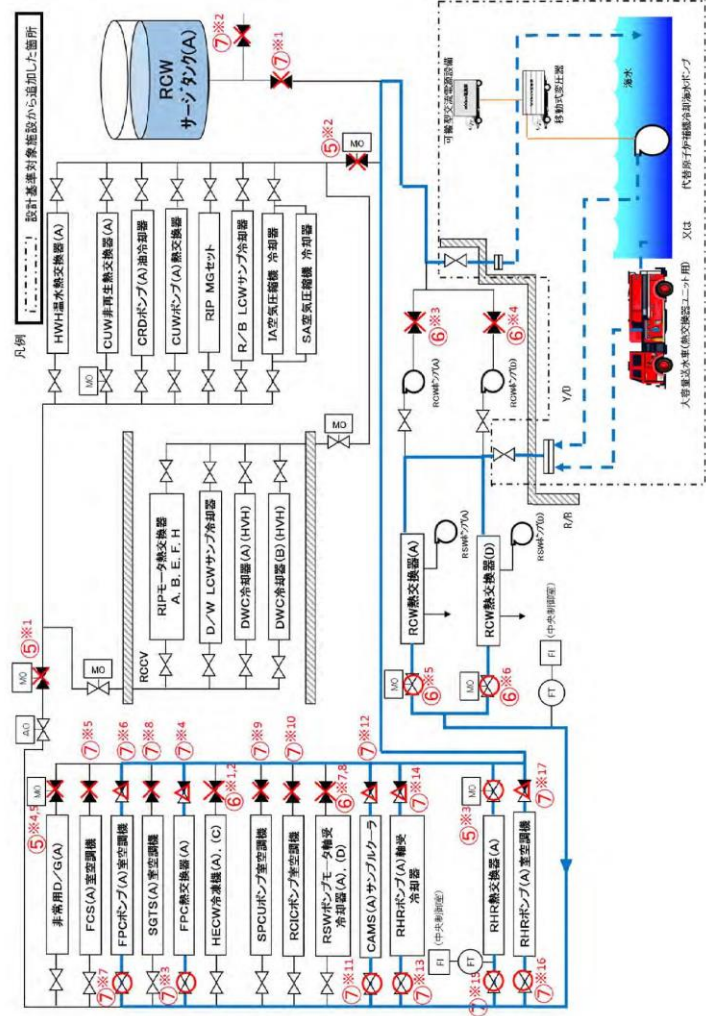 凡例
設計基準対象施設から追加した箇所
RCW
サージタンク(A)
⑦※2
⑦※1
⑤※2
MO
HWH温水熱交換器(A)
CUW非再生熱交換器(A)
CRDポンプ(A)油冷却器
CUWポンプ(A)熱交換器
RIP MGセット
R/B LCWサンプ冷却器
IA空気圧縮機 冷却器
SA空気圧縮機 冷却器
MO
RCCV
RIPモータ熱交換器
A、B、E、F、H
D/W LCWサンプ冷却器
DWC冷却器(A)(HVH)
DWC冷却器(B)(HVH)
MO
MO
⑤※1
MO
AO
可搬型交流電源設備
移動式変圧器
海水
代替原子炉補機冷却海水ポンプ
又は
大容量送水車(熱交換器ユニット用)
Y/D
R/B
⑥※3
⑥※4
RCWポンプ(A)
RCWポンプ(D)
RCW熱交換器(A)
RCW熱交換器(D)
RSWポンプ(A)
RSWポンプ(D)
MO
⑥※5
MO
⑥※6
FT
FI
(中央制御室)
⑤※4,5
MO
非常用D/G(A)
⑦※5
FCS(A)室空調機
⑦※6
FPCポンプ(A)室空調機
⑦※7
⑦※8
SGTS(A)室空調機
⑦※4
FPC熱交換器(A)
⑦※3
⑥※1,2
HECW冷凍機(A)、(C)
⑦※9
SPCUポンプ室空調機
⑦※10
RCICポンプ室空調機
⑥※7,8
RSWポンプモータ軸受
冷却器(A)、(D)
⑦※12
CAMS(A)サンプルクーラ
⑦※11
⑦※14
RHRポンプ(A)軸受
冷却器
⑦※13
FI
(中央制御室)
FT
⑤※3
MO
RHR熱交換器(A)
⑦※15
⑦※17
RHRポンプ(A)室空調機
⑦※16